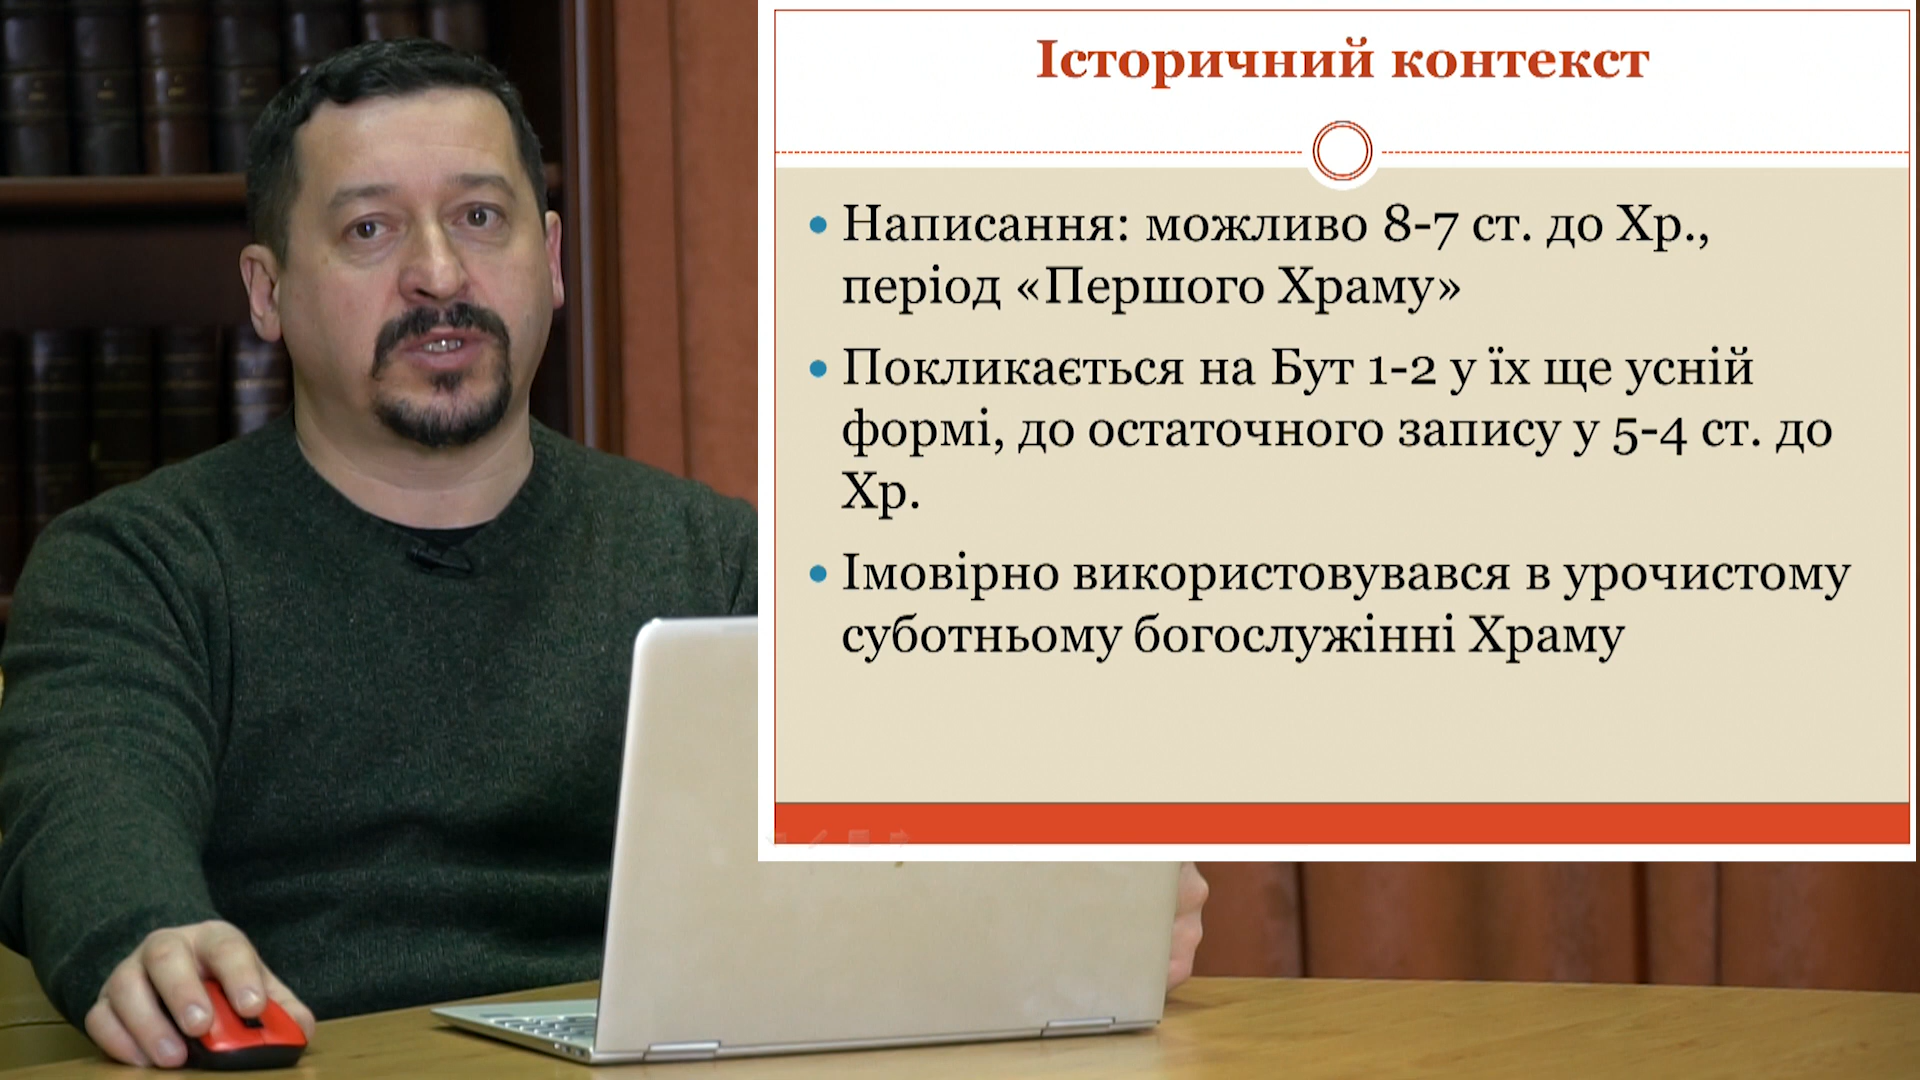 Історичний контекст
Написання: можливо 8-7 ст. до Хр.,
період «Першого Храму»
Покликається на Бут 1-2 у їх ще усній
формі, до остаточного запису у 5-4 ст. до
Хр.
Імовірно використовувався в урочистому
суботньому богослужінні Храму